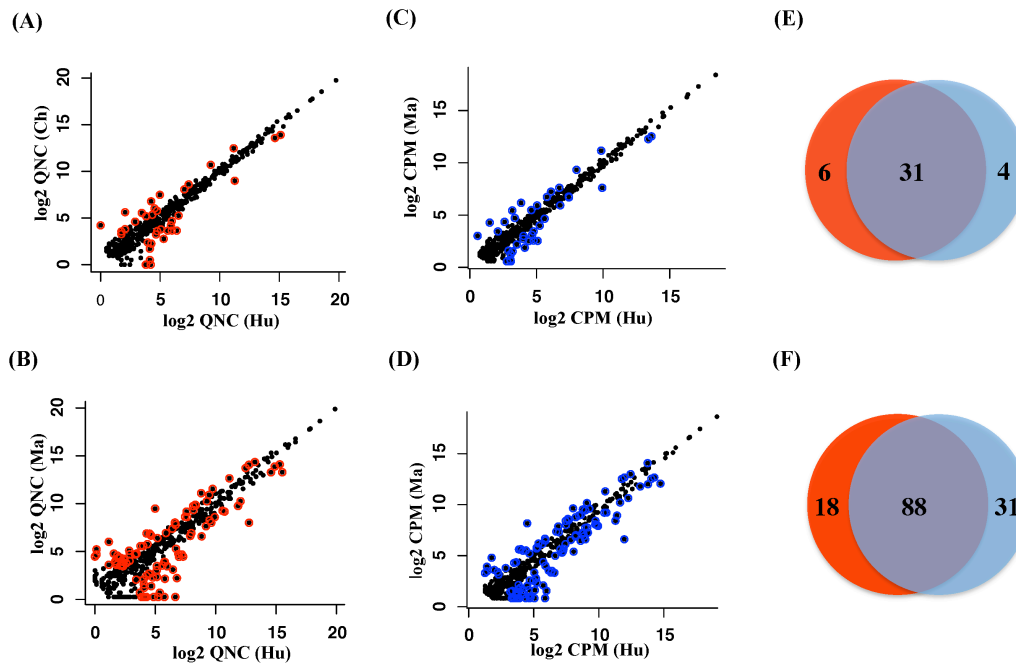 (A)
20
15
10
5
0
log2 QNC (Ch)
0 5 10 15 20
log2 QNC (Hu)
(C)
15
10
5
0
log2 CPM (Ma)
0 5 10 15
log2 CPM (Hu)
(E)
6 31 4
(B)
20
15
10
5
0
log2 QNC (Ma)
0 5 10 15 20
log2 QNC (Hu)
(D)
15
10
5
0
log2 CPM (Ma)
0 5 10 15
log2 CPM (Hu)
(F)
18 88 31